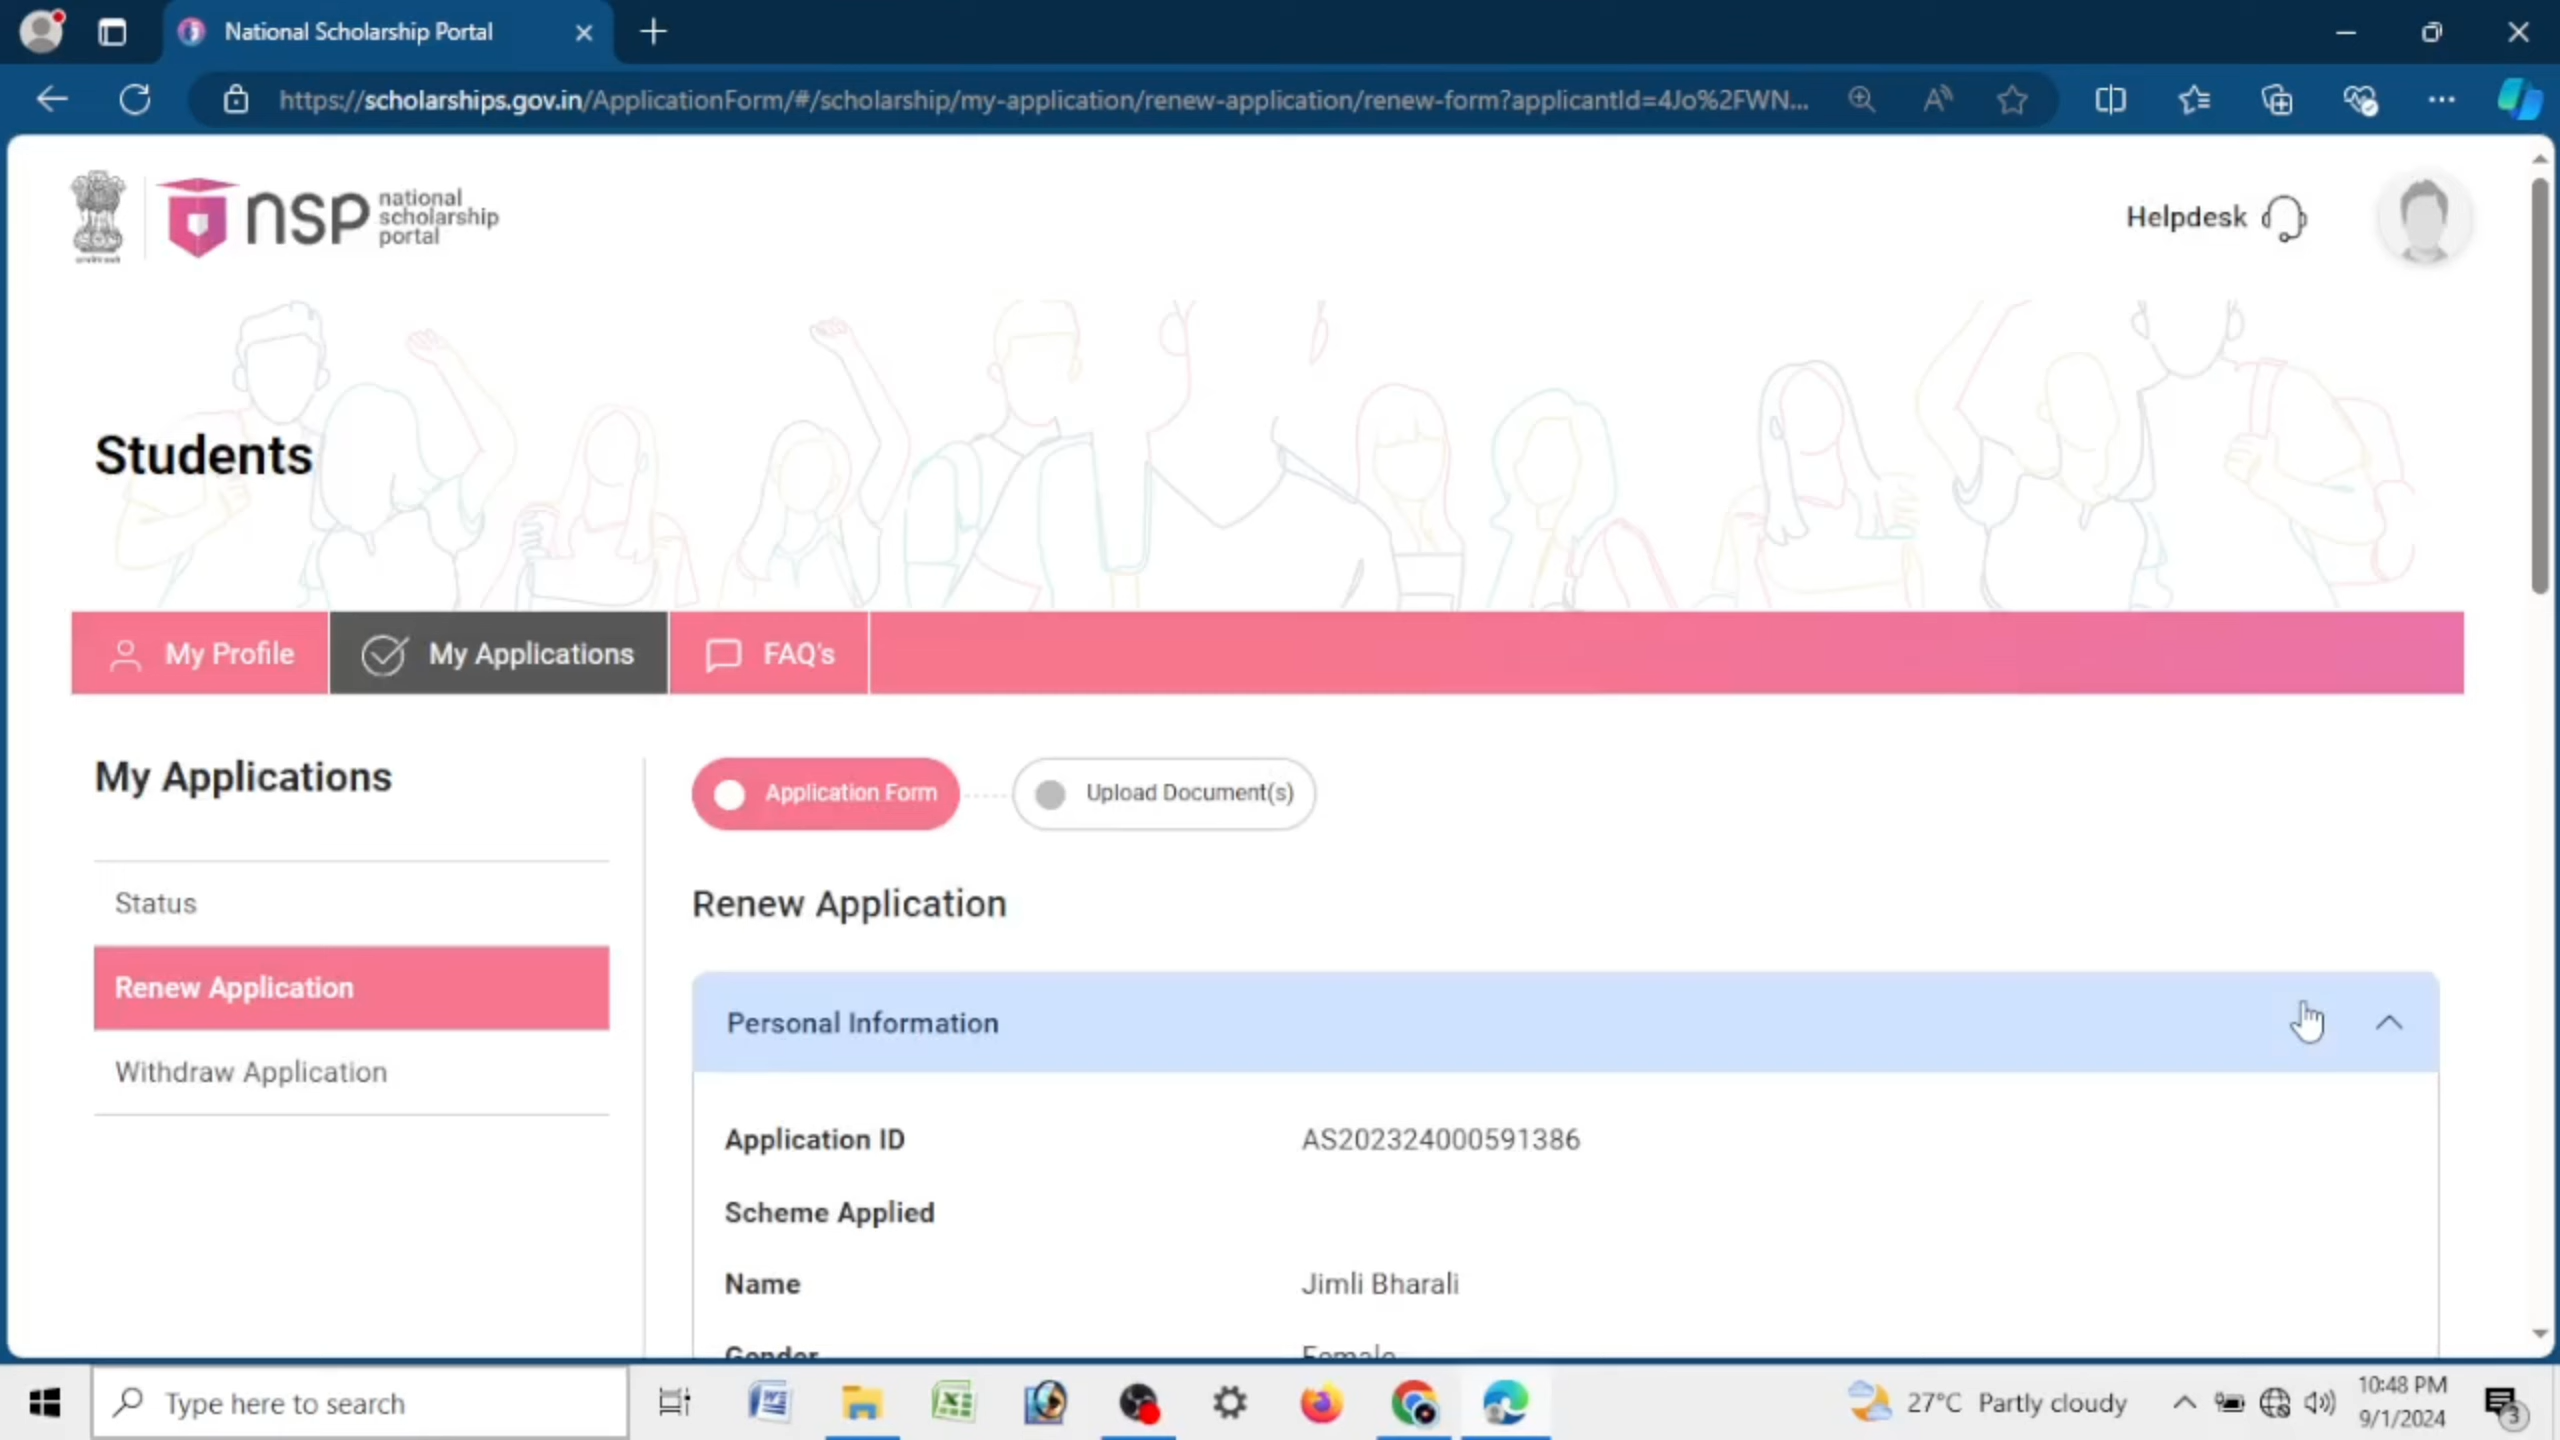 National Scholarship Portal
https://scholarships.gov.in/ApplicationForm/#/scholarship/my-application/renew-application/renew-form?applicantId=4Jo%2FWN...
nsp national
scholarship
portal
Helpdesk
Students
My Profile
My Applications
FAQ's
My Applications
Application Form
Upload Document(s)
Status
Renew Application
Renew Application
Withdraw Application
Personal Information
Application ID AS202324000591386
Scheme Applied
Name Jimli Bharali
Gender Female
Type here to search
27°C Partly cloudy
10:48 PM
9/1/2024
3